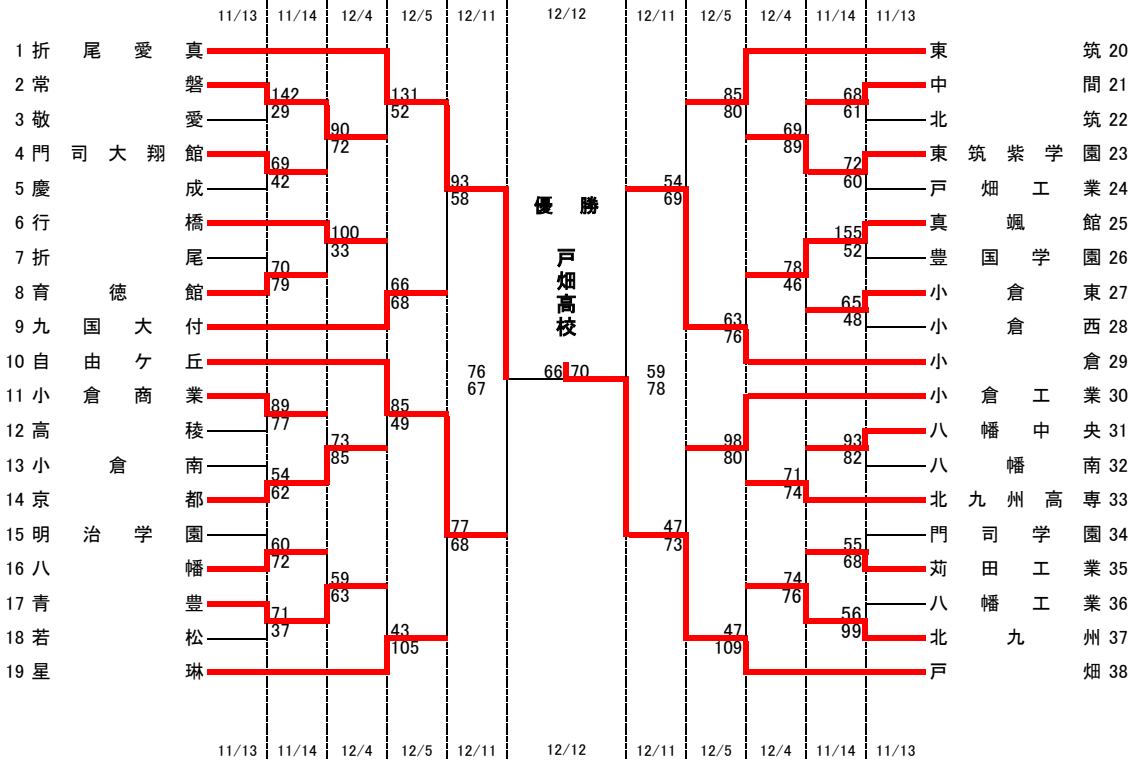 11/13 11/14 12/4 12/5 12/11 12/12 12/11 12/5 12/4 11/14 11/13
1 折尾愛真 東筑 20
2 常磐 中間 21
142 131 85 68
29 52 80 61
3 敬愛 北筑 22
90 69
72 89
4 門司大翔館 東筑紫学園 23
69 72
42 60
5 慶成 戸畑工業 24
93 54
58 69
優勝
6 行橋 真颯館 25
100 155
33 52
7 折尾 豊国学園 26
戸畑高校
70 78
79 46
8 育徳館 小倉東 27
66 65
68 48
9 九国大付 小倉西 28
63
76
10 自由ケ丘 小倉 29
76 66 70 59
67 78
11 小倉商業 小倉工業 30
89 85
77 49
12 高稜 八幡中央 31
73 98 93
85 80 82
13 小倉南 八幡南 32
54 71
62 74
14 京都 北九州高専 33
15 明治学園 門司学園 34
77 47
68 73
60 55
72 68
16 八幡 苅田工業 35
59 74
63 76
17 青豊 八幡工業 36
71 56
37 99
18 若松 北九州 37
43 47
105 109
19 星琳 戸畑 38
11/13 11/14 12/4 12/5 12/11 12/12 12/11 12/5 12/4 11/14 11/13